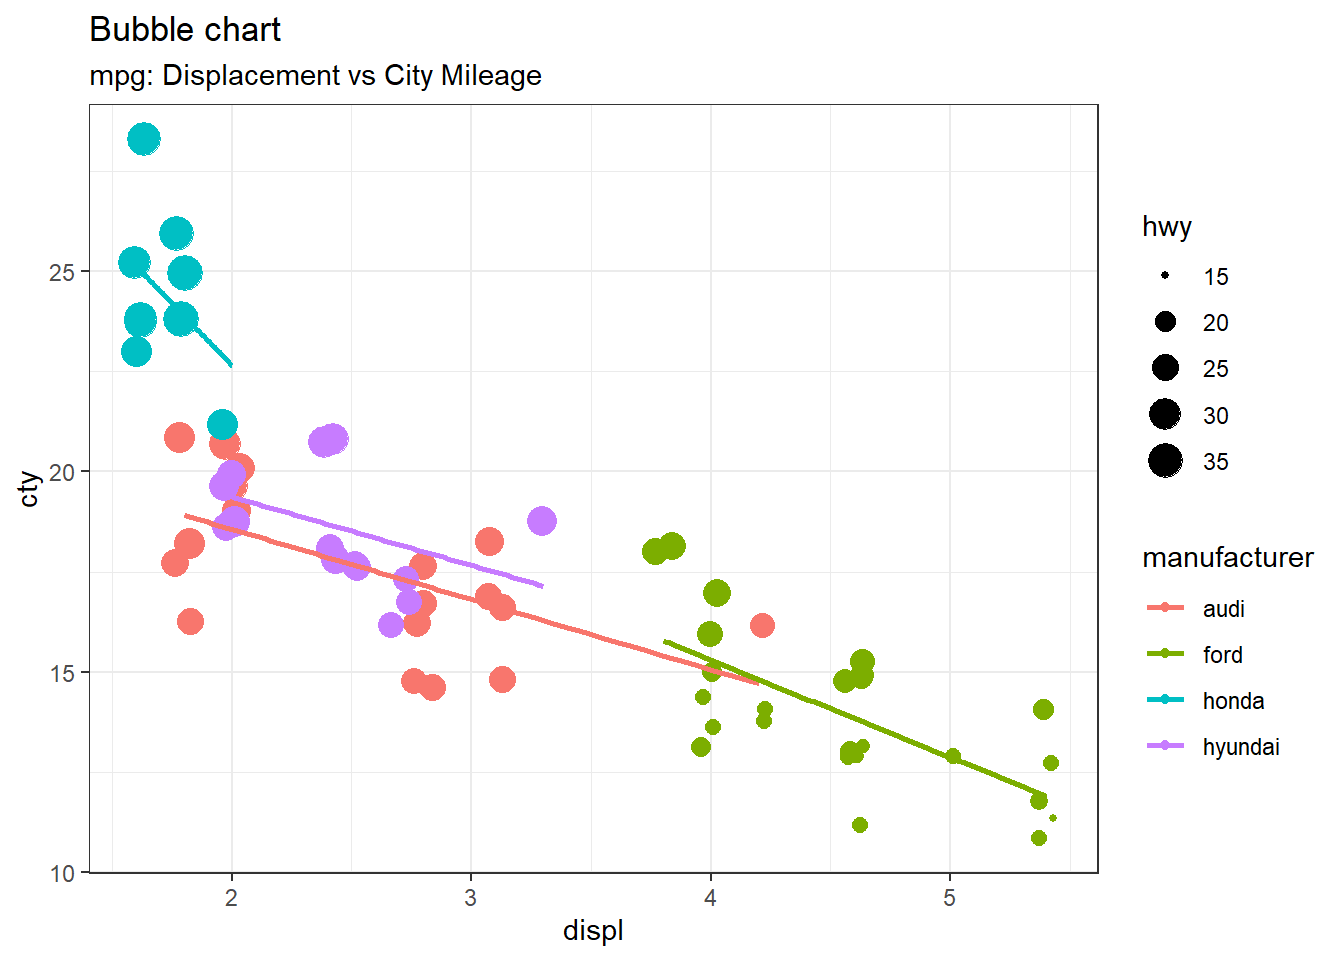 Bubble chart
mpg: Displacement vs City Mileage
cty
25
20
15
10
2 3 4 5
displ
hwy
15
20
25
30
35
manufacturer
audi
ford
honda
hyundai